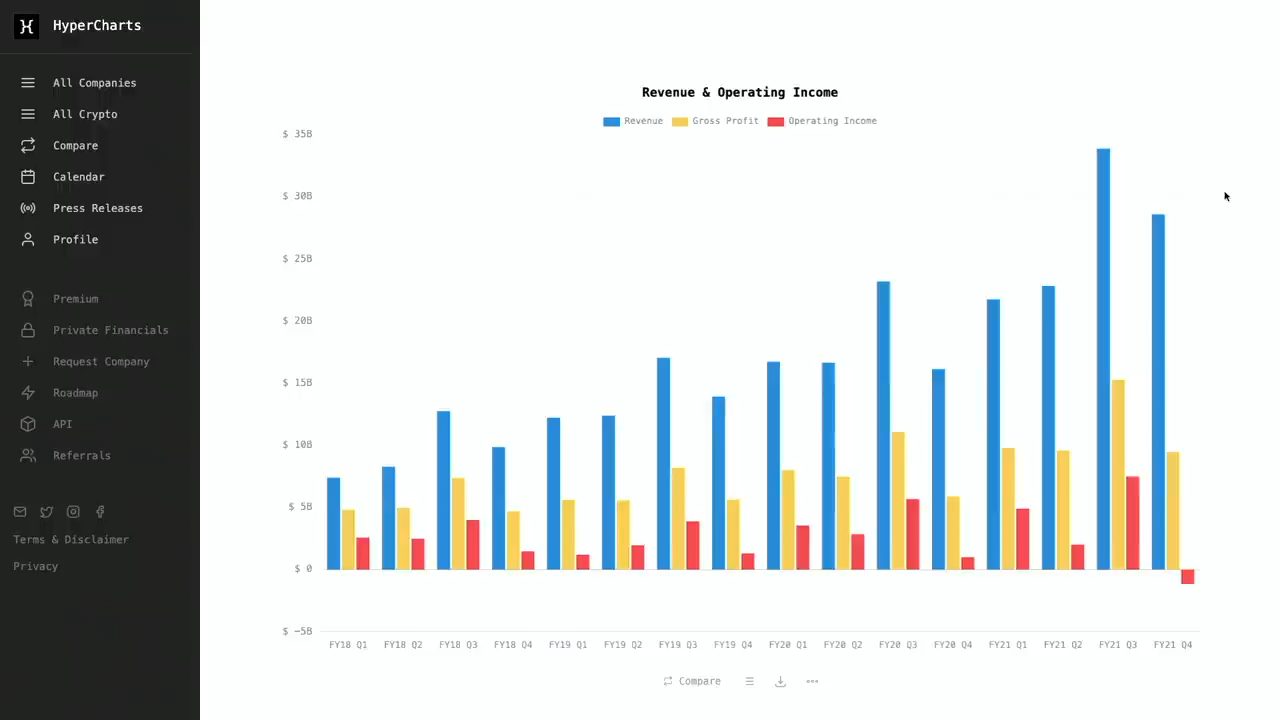 HyperCharts
All Companies
All Crypto
Compare
Calendar
Press Releases
Profile
Premium
Private Financials
Request Company
Roadmap
API
Referrals
Terms & Disclaimer
Privacy
Revenue & Operating Income
Revenue Gross Profit Operating Income
$ 35B
$ 30B
$ 25B
$ 20B
$ 15B
$ 10B
$ 5B
$ 0
$ −5B
FY18 Q1 FY18 Q2 FY18 Q3 FY18 Q4 FY19 Q1 FY19 Q2 FY19 Q3 FY19 Q4 FY20 Q1 FY20 Q2 FY20 Q3 FY20 Q4 FY21 Q1 FY21 Q2 FY21 Q3 FY21 Q4
Compare